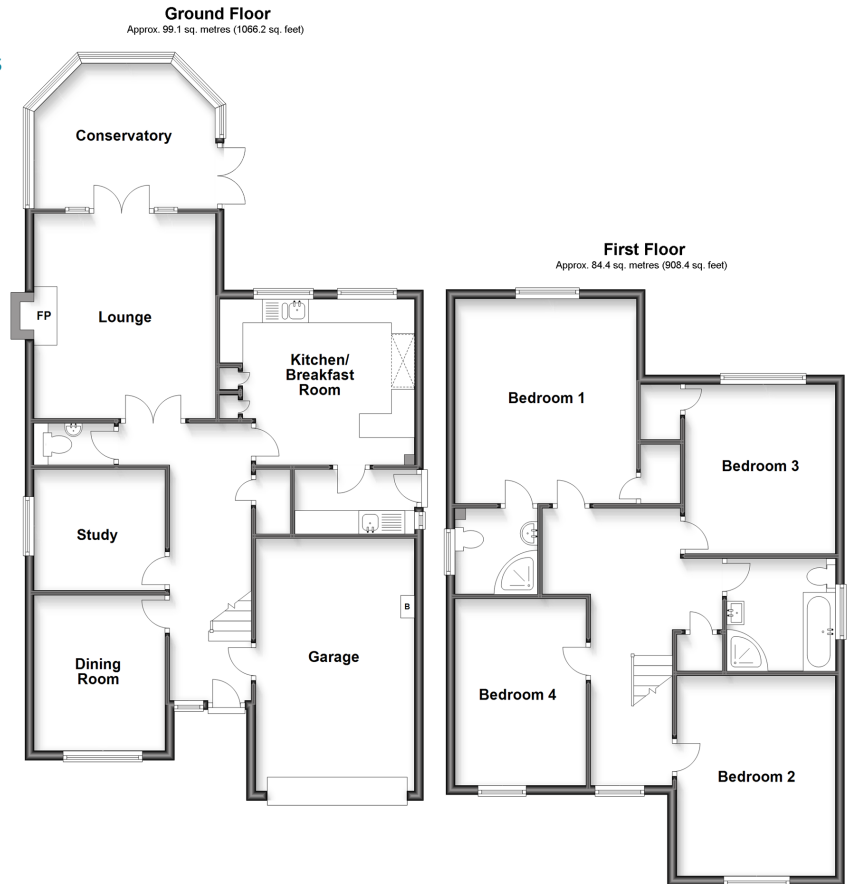 Ground Floor
Approx. 99.1 sq. metres (1066.2 sq. feet)
Conservatory
Lounge
FP
Kitchen/
Breakfast
Room
Study
Dining
Room
Garage
B
First Floor
Approx. 84.4 sq. metres (908.4 sq. feet)
Bedroom 1
Bedroom 3
Bedroom 4
Bedroom 2